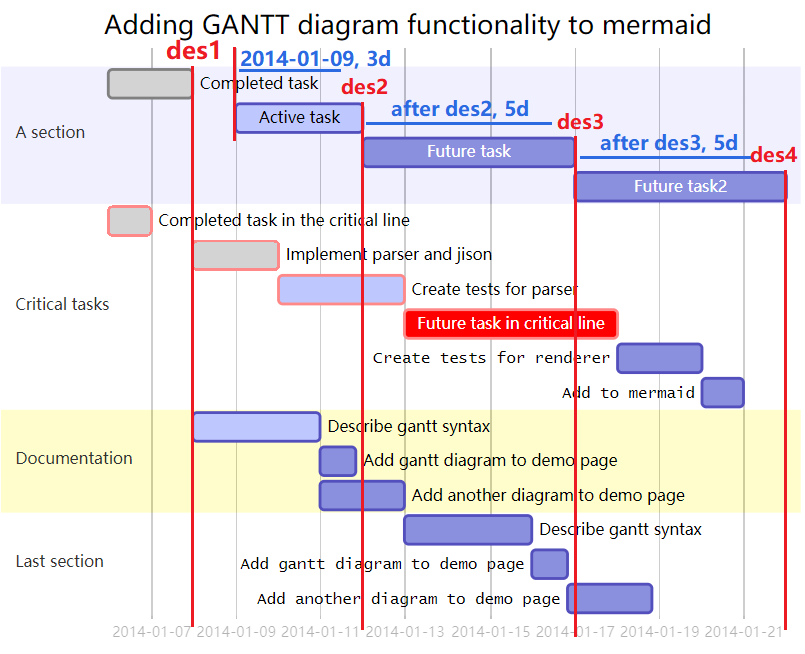 Adding GANTT diagram functionality to mermaid
des1
2014-01-09, 3d
Completed task
des2
A section
Active task
after des2, 5d
des3
Future task
after des3, 5d
des4
Future task2
Completed task in the critical line
Implement parser and jison
Create tests for parser
Critical tasks
Future task in critical line
Create tests for renderer
Add to mermaid
Describe gantt syntax
Documentation
Add gantt diagram to demo page
Add another diagram to demo page
Describe gantt syntax
Last section
Add gantt diagram to demo page
Add another diagram to demo page
2014-01-07 2014-01-09 2014-01-11 2014-01-13 2014-01-15 2014-01-17 2014-01-19 2014-01-21